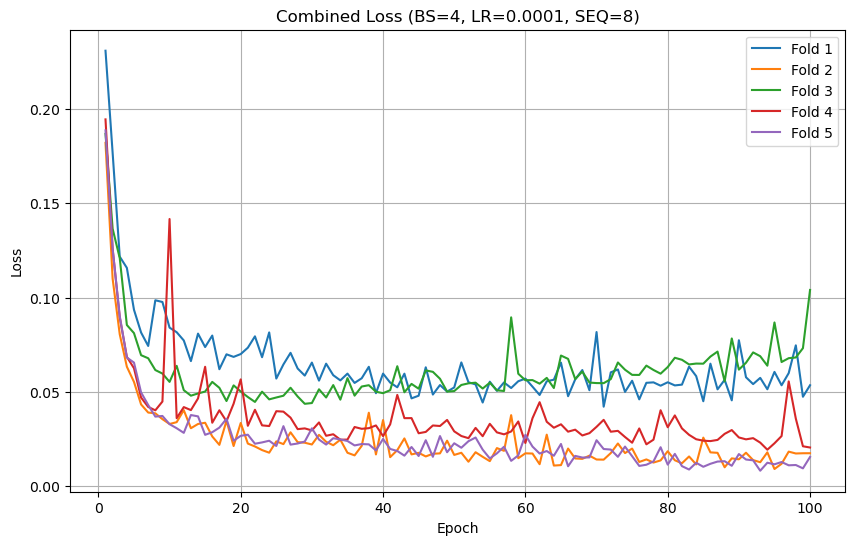 Combined Loss (BS=4, LR=0.0001, SEQ=8)
Fold 1
Fold 2
Fold 3
Fold 4
Fold 5
Loss
0.20
0.15
0.10
0.05
0.00
0
20
40
60
80
100
Epoch